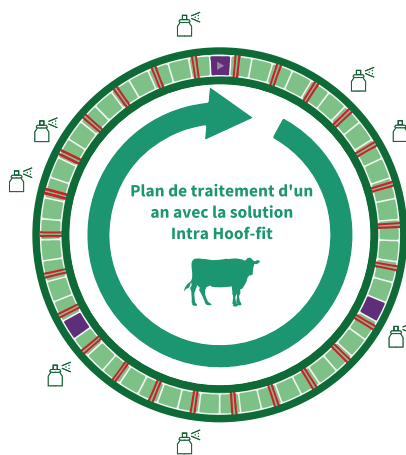 Plan de traitement d'un
an avec la solution
Intra Hoof-fit